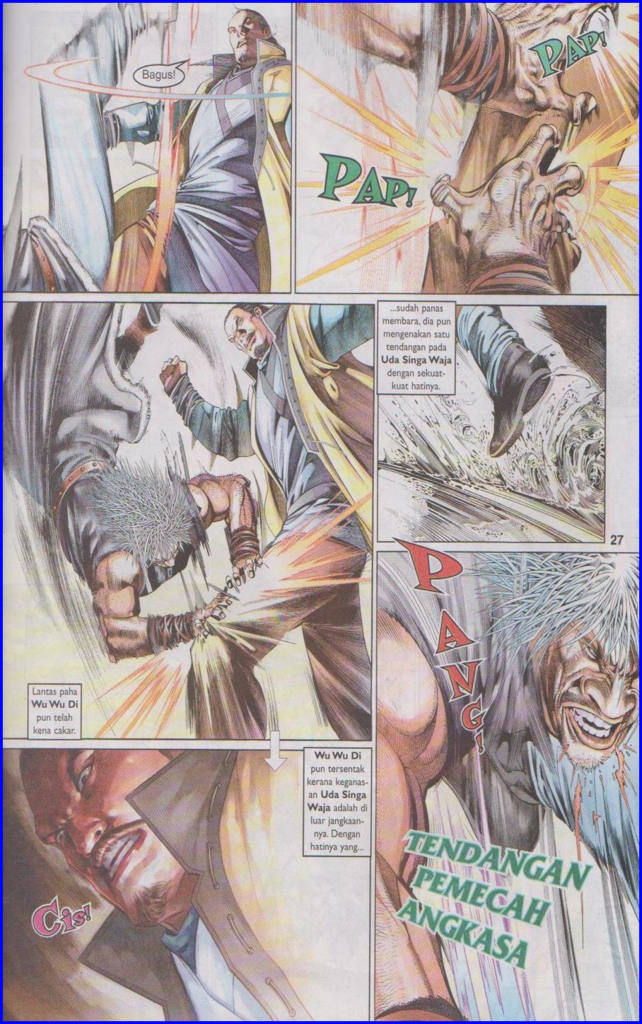 Bagus!
PAP!
PAP!
Lantas paha
Wu Wu Di
pun telah
kena cakar.
Wu Wu Di
pun tersentak
kerana keganas-
an Uda Singa
Waja adalah di
luar jangkaan-
nya. Dengan
hatinya yang...
Cis!
...sudah panas
membara, dia pun
mengenakan satu
tendangan pada
Uda Singa Waja
dengan sekuat-
kuat hatinya.
27
PANG!
TENDANGAN
PEMECAH
ANGKASA